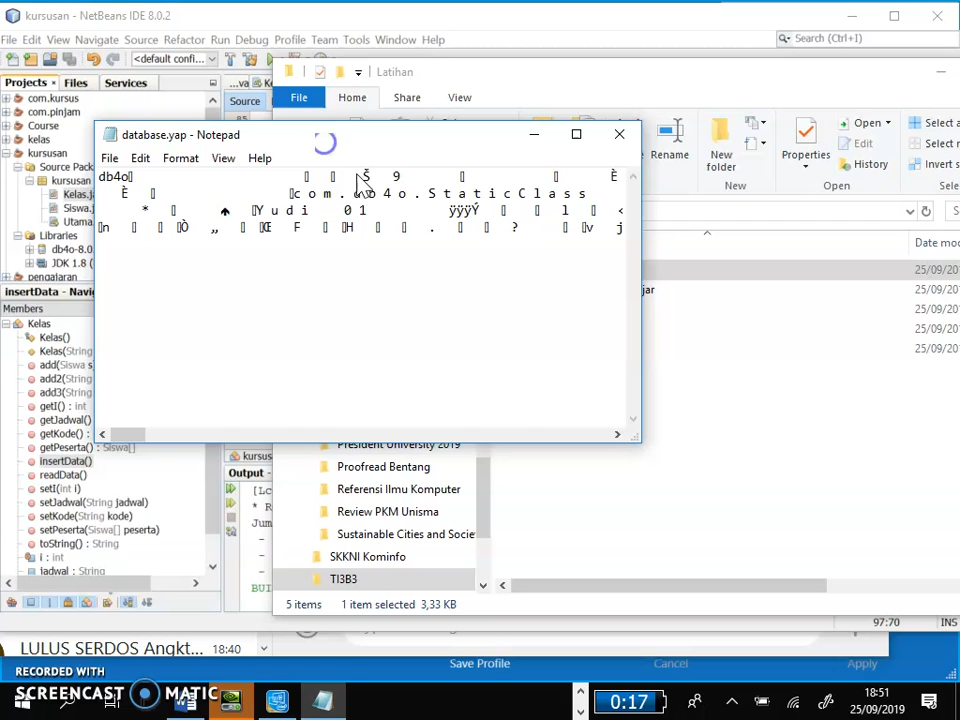 kursusan - NetBeans IDE 8.0.2
File Edit View Navigate Source Refactor Run Debug Profile Team Tools Window Help
Search (Ctrl+I)
<default confi...
Latihan
Projects Files Services
Source
File Home Share View
com.kursus
com.pinjam
Course
kelas
kursusan
Source Pack
kursusan
Kelas.j
Siswa.j
Utama.
Libraries
db4o-8.0
JDK 1.8
pengajaran
database.yap - Notepad
File Edit Format View Help
db4o Š 9 È
È com.db4o.StaticClass
* Yudi 01 ÿÿÿÝ l <
n Ò „ Œ F H . ? v j
Rename
New folder
Properties
Open
Edit
History
Select a
Select
Invert s
Date mod
25/09/20
jar
25/09/20
25/09/20
25/09/20
25/09/20
insertData - Navi
Members
Kelas
Kelas()
Kelas(String
add(Siswa s
add2(String
add3(String
getI() : int
getJadwal()
getKode() :
getPeserta() : Siswa[]
insertData()
readData()
setI(int i)
setJadwal(String jadwal)
setKode(String kode)
setPeserta(Siswa[] peserta)
toString() : String
i : int
jadwal : String
kursus
Output -
[Lc
* R
Jum
-
-
BUI
President University 2019
Proofread Bentang
Referensi Ilmu Komputer
Review PKM Unisma
Sustainable Cities and Socie
SKKNI Kominfo
TI3B3
5 items 1 item selected 3,33 KB
97:70 INS
LULUS SERDOS Angkt... 18:40
Save Profile Cancel Apply
RECORDED WITH
SCREENCAST MATIC
0:17
18:51
25/09/2019